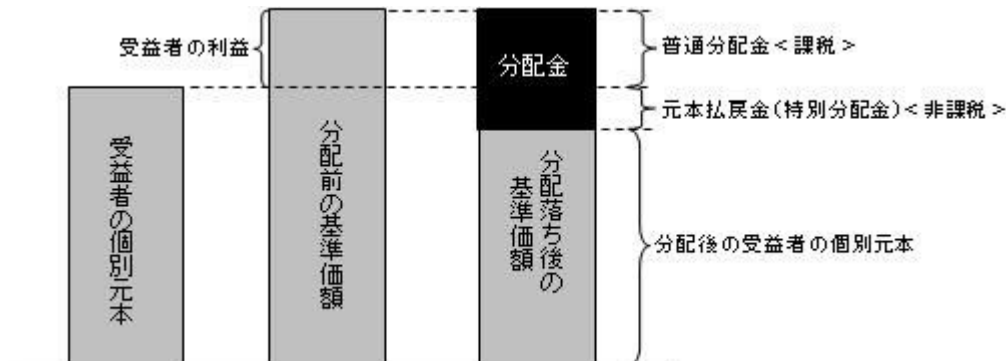 受益者の利益
分配金
普通分配金<課税>
元本払戻金(特別分配金)<非課税>
受益者の個別元本
分配前の基準価額
分配落ち後の
基準価額
分配後の受益者の個別元本